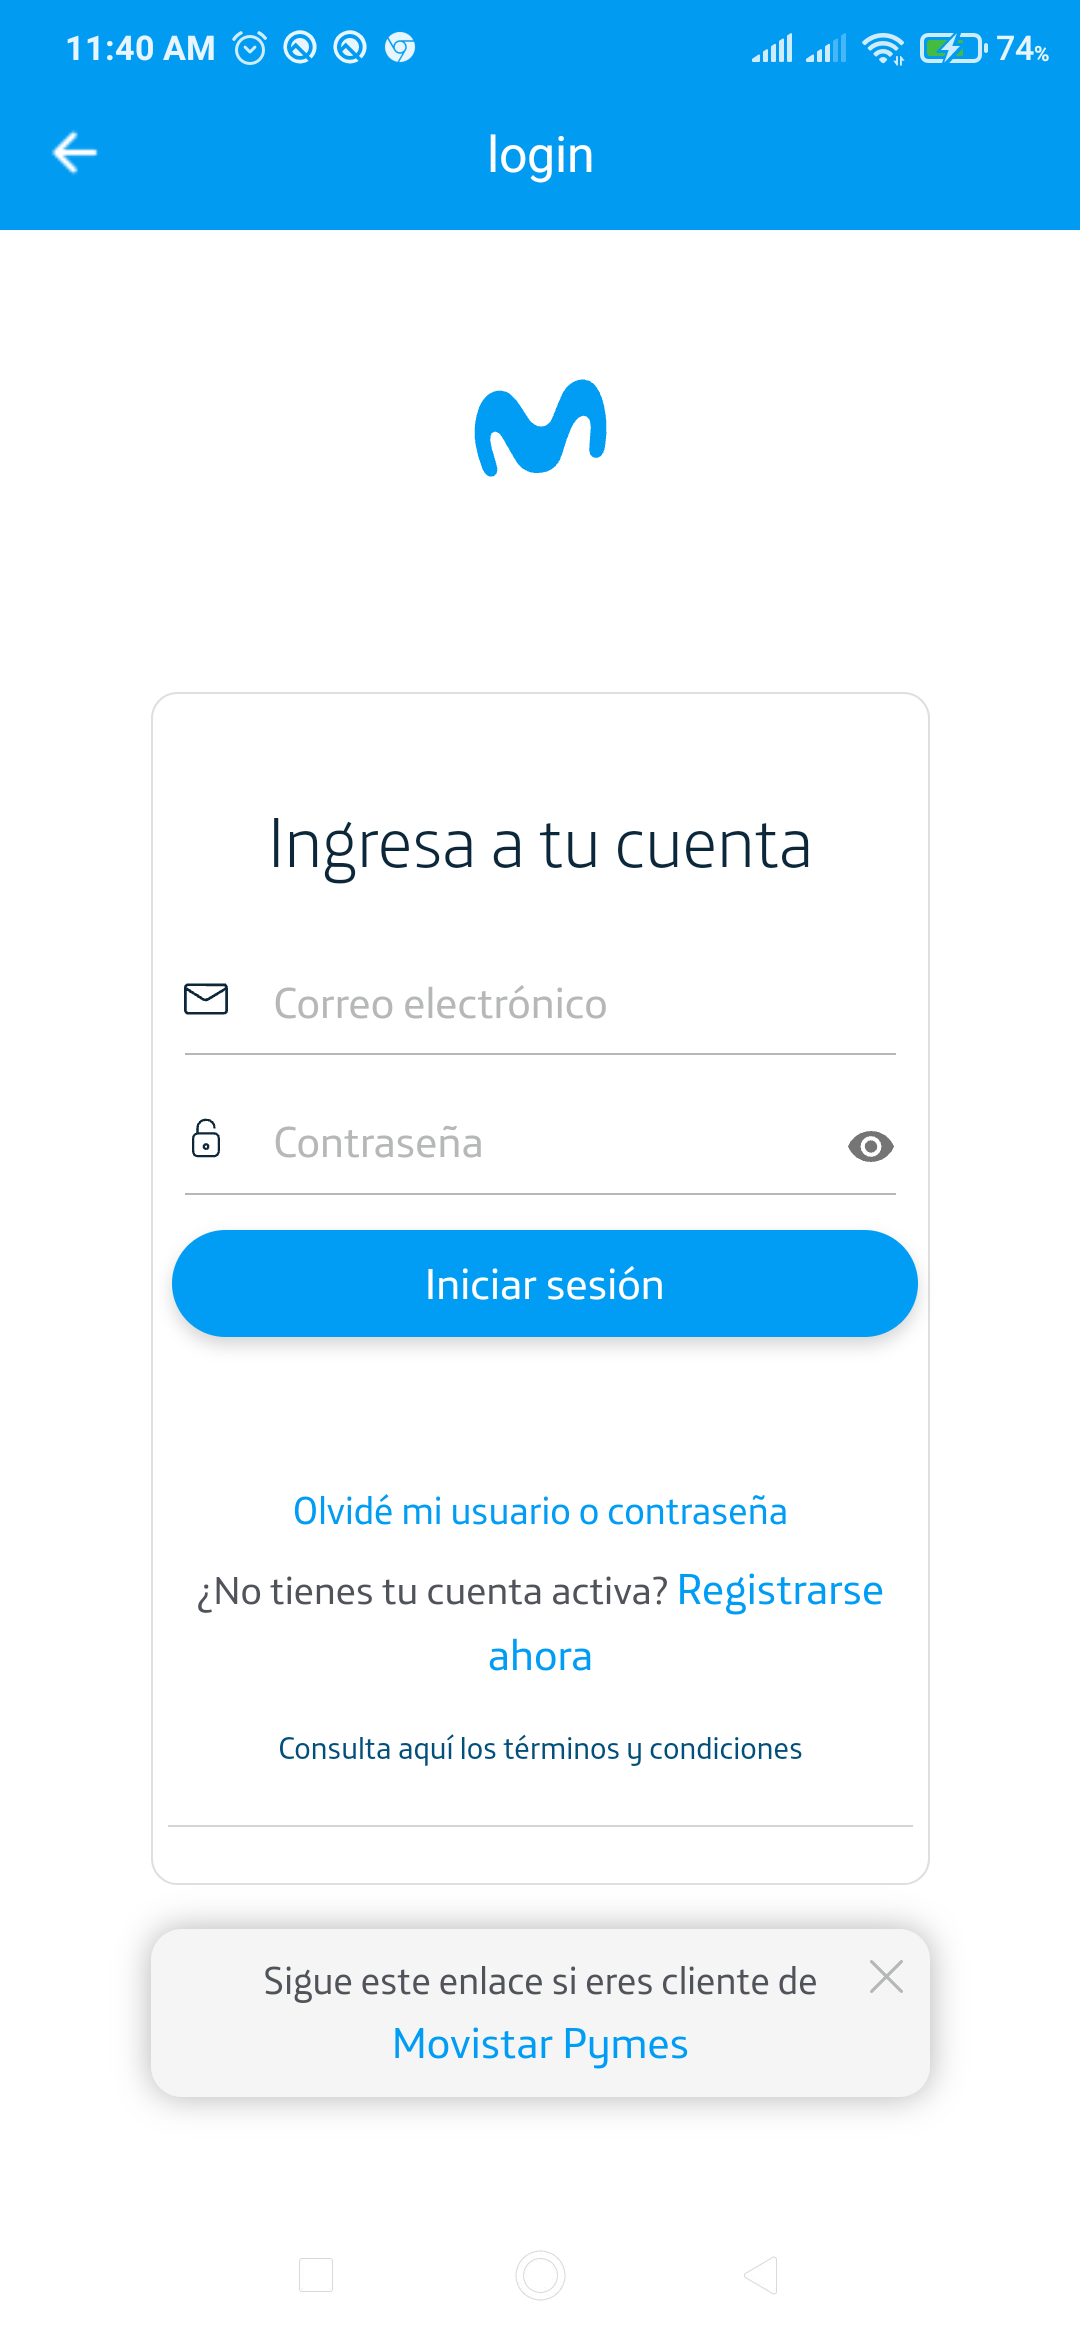 11:40 AM 74%
login
Ingresa a tu cuenta
Correo electrónico
Contraseña
Iniciar sesión
Olvidé mi usuario o contraseña
¿No tienes tu cuenta activa? Registrarse
ahora
Consulta aquí los términos y condiciones
Sigue este enlace si eres cliente de
Movistar Pymes